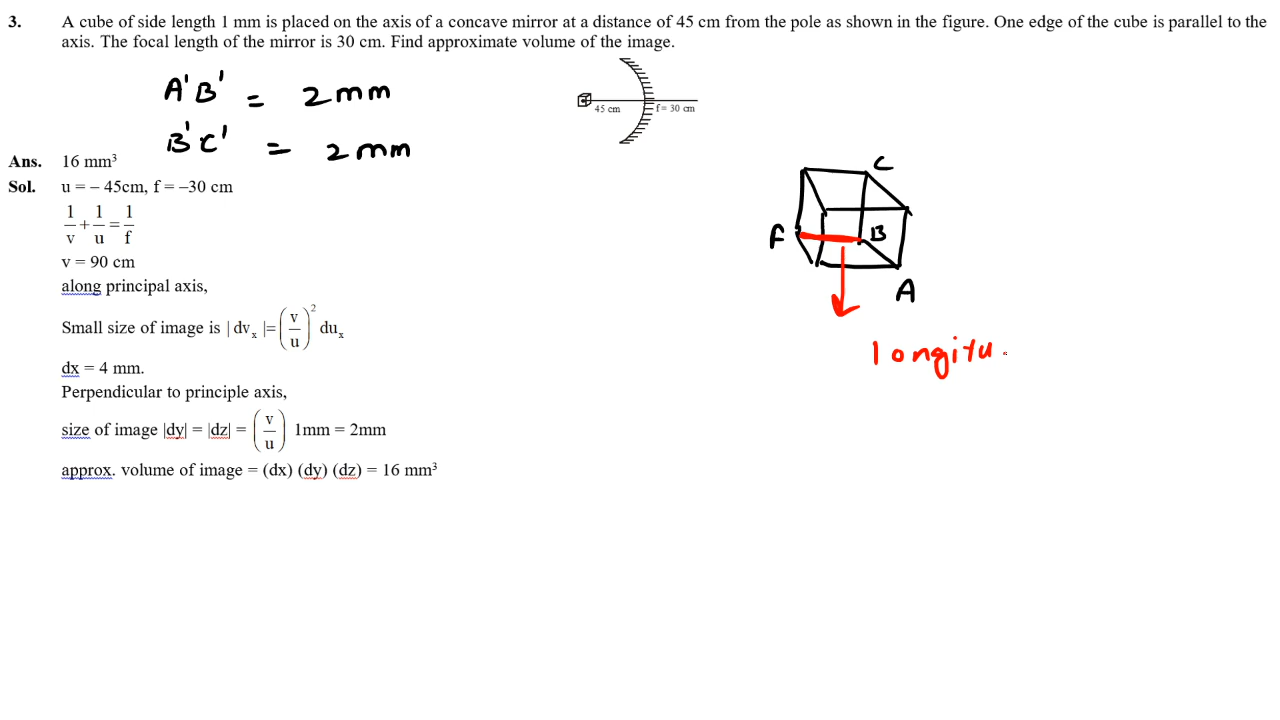 3. A cube of side length 1 mm is placed on the axis of a concave mirror at a distance of 45 cm from the pole as shown in the figure. One edge of the cube is parallel to the
axis. The focal length of the mirror is 30 cm. Find approximate volume of the image.
A'B' = 2mm
B'C' = 2mm
45 cm
f= 30 cm
Ans. 16 mm³
Sol. u = – 45cm, f = –30 cm
1/v + 1/u = 1/f
v = 90 cm
along principal axis,
Small size of image is | dvₓ |= (v/u)² duₓ
dx = 4 mm.
Perpendicular to principle axis,
size of image |dy| = |dz| = (v/u) 1mm = 2mm
approx. volume of image = (dx) (dy) (dz) = 16 mm³
C
F
B
A
longitu